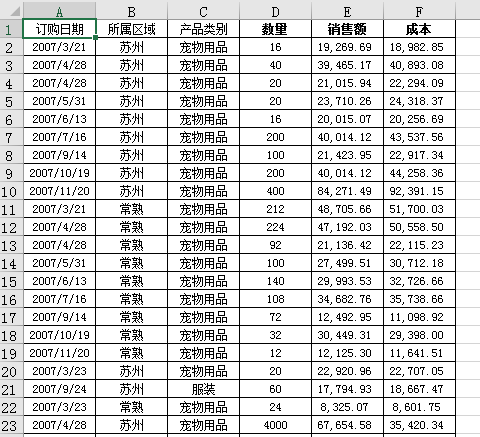 A B C D E F
1 订购日期 所属区域 产品类别 数量 销售额 成本
2 2007/3/21 苏州 宠物用品 16 19,269.69 18,982.85
3 2007/4/28 苏州 宠物用品 40 39,465.17 40,893.08
4 2007/4/28 苏州 宠物用品 20 21,015.94 22,294.09
5 2007/5/31 苏州 宠物用品 20 23,710.26 24,318.37
6 2007/6/13 苏州 宠物用品 16 20,015.07 20,256.69
7 2007/7/16 苏州 宠物用品 200 40,014.12 43,537.56
8 2007/9/14 苏州 宠物用品 100 21,423.95 22,917.34
9 2007/10/19 苏州 宠物用品 200 40,014.12 44,258.36
10 2007/11/20 苏州 宠物用品 400 84,271.49 92,391.15
11 2007/3/21 常熟 宠物用品 212 48,705.66 51,700.03
12 2007/4/28 常熟 宠物用品 224 47,192.03 50,558.50
13 2007/4/28 常熟 宠物用品 92 21,136.42 22,115.23
14 2007/5/31 常熟 宠物用品 100 27,499.51 30,712.18
15 2007/6/13 常熟 宠物用品 140 29,993.53 32,726.66
16 2007/7/16 常熟 宠物用品 108 34,682.76 35,738.66
17 2007/9/14 常熟 宠物用品 72 12,492.95 11,098.92
18 2007/10/19 常熟 宠物用品 32 30,449.31 29,398.00
19 2007/11/20 常熟 宠物用品 12 12,125.30 11,641.51
20 2007/3/23 苏州 宠物用品 20 22,920.96 22,707.05
21 2007/9/24 苏州 服装 60 17,794.93 18,667.47
22 2007/3/23 常熟 宠物用品 24 8,325.07 8,601.75
23 2007/4/28 苏州 宠物用品 4000 67,654.58 35,420.34